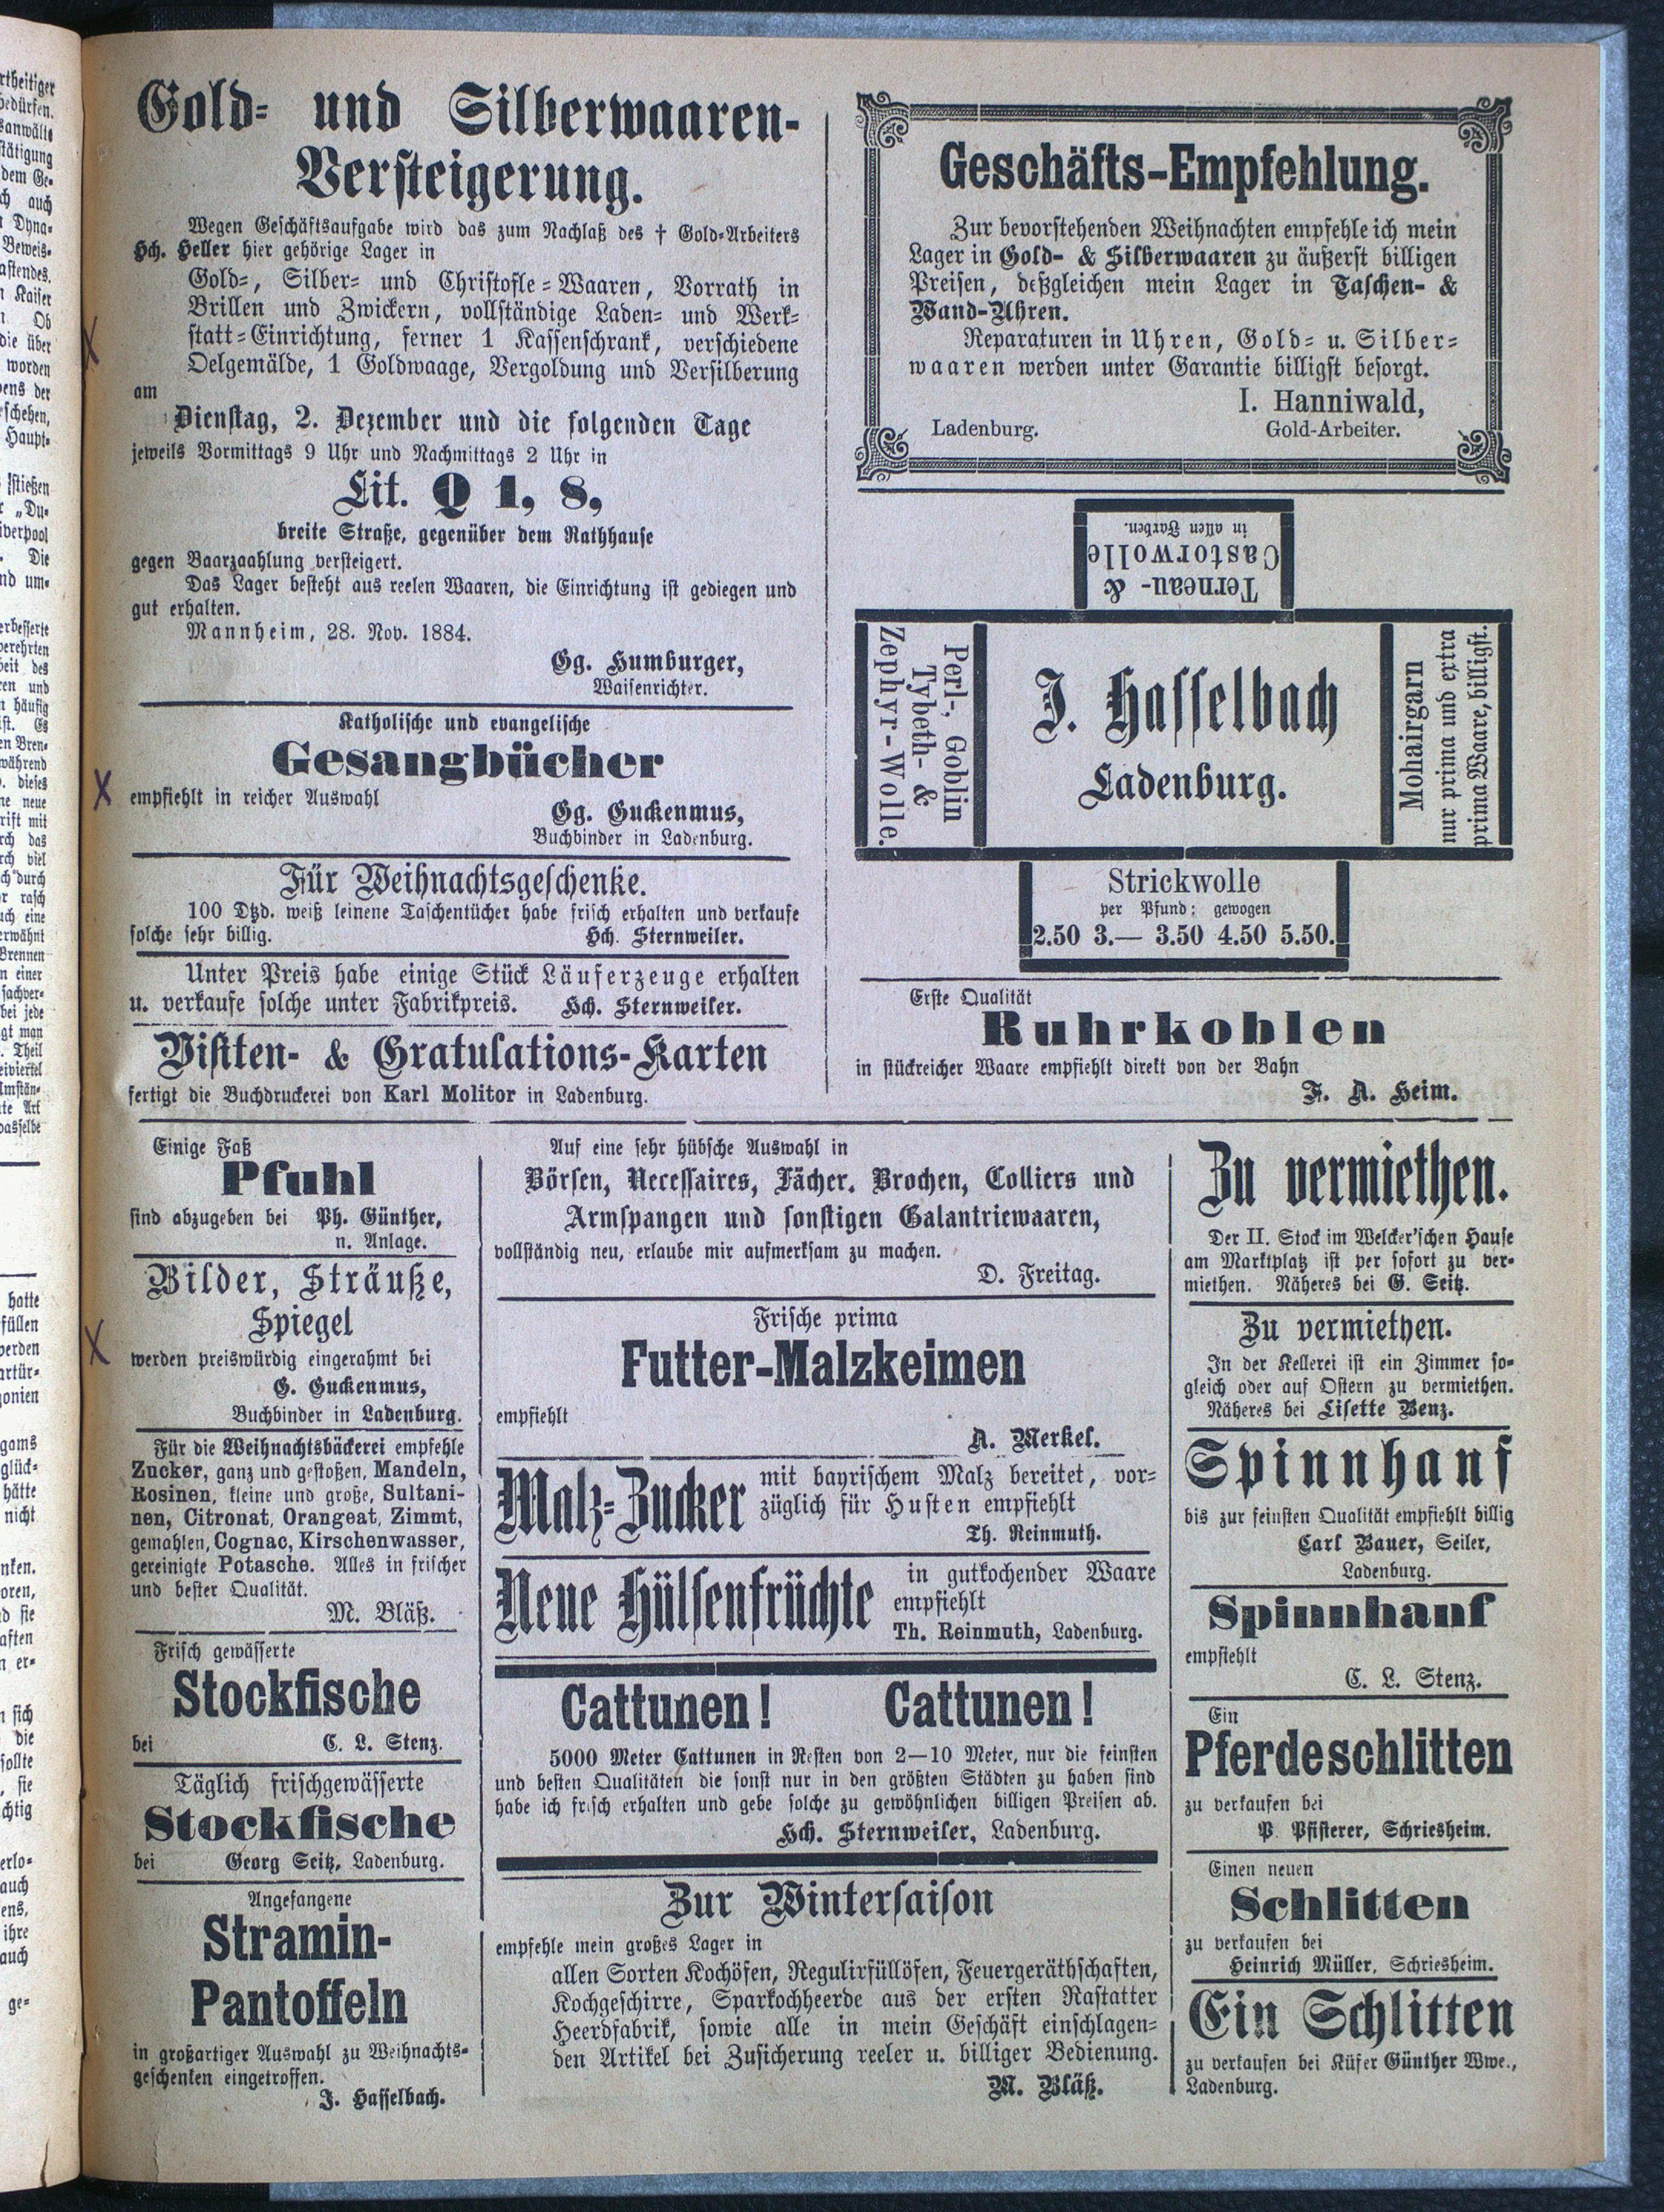 Gold- und Silberwaaren-
Versteigerung.
Wegen Geschäftsaufgabe wird das zum Nachlaß des † Gold-Arbeiters
Hch. Heller hier gehörige Lager in
Gold-, Silber- und Christofle-Waaren, Vorrath in
Brillen und Zwickern, vollständige Laden- und Werk-
statt-Einrichtung, ferner 1 Kassenschrank, verschiedene
Oelgemälde, 1 Goldwaage, Vergoldung und Versilberung
am
Dienstag, 2. Dezember und die folgenden Tage
jeweils Vormittags 9 Uhr und Nachmittags 2 Uhr in
Lit. Q 1, 8,
breite Straße, gegenüber dem Rathhause
gegen Baarzaahlung versteigert.
Das Lager besteht aus reelen Waaren, die Einrichtung ist gediegen und
gut erhalten.
Mannheim, 28. Nov. 1884.
Gg. Humburger,
Waisenrichter.
Katholische und evangelische
Gesangbücher
empfiehlt in reicher Auswahl
Gg. Guckenmus,
Buchbinder in Ladenburg.
Für Weihnachtsgeschenke.
100 Dtzd. weiß leinene Taschentücher habe frisch erhalten und verkaufe
solche sehr billig. Hch. Sternweiler.
Unter Preis habe einige Stück Läuferzeuge erhalten
u. verkaufe solche unter Fabrikpreis. Hch. Sternweiler.
Visiten- & Gratulations-Karten
fertigt die Buchdruckerei von Karl Molitor in Ladenburg.
Geschäfts-Empfehlung.
Zur bevorstehenden Weihnachten empfehle ich mein
Lager in Gold- & Silberwaaren zu äußerst billigen
Preisen, deßgleichen mein Lager in Taschen- &
Wand-Uhren.
Reparaturen in Uhren, Gold- u. Silber-
waaren werden unter Garantie billigst besorgt.
I. Hanniwald,
Ladenburg. Gold-Arbeiter.
Terneau- &
Castorwolle
in allen Farben.
Perl-, Goblin
Tybeth- &
Zephyr-Wolle.
J. Hasselbach
Ladenburg.
Mohairgarn
nur prima und extra
prima Waare, billigst.
Strickwolle
per Pfund: gewogen
2.50 3.— 3.50 4.50 5.50.
Erste Qualität
Ruhrkohlen
in stückreicher Waare empfiehlt direkt von der Bahn
F. A. Heim.
Einige Faß
Pfuhl
sind abzugeben bei Ph. Günther,
n. Anlage.
Bilder, Sträuße,
Spiegel
werden preiswürdig eingerahmt bei
G. Guckenmus,
Buchbinder in Ladenburg.
Für die Weihnachtsbäckerei empfehle
Zucker, ganz und gestoßen, Mandeln,
Rosinen, kleine und große, Sultani-
nen, Citronat, Orangeat, Zimmt,
gemahlen, Cognac, Kirschenwasser,
gereinigte Potasche. Alles in frischer
und bester Qualität.
M. Bläß.
Frisch gewässerte
Stockfische
bei C. L. Stenz.
Täglich frischgewässerte
Stockfische
bei Georg Seitz, Ladenburg.
Angefangene
Stramin-
Pantoffeln
in großartiger Auswahl zu Weihnachts-
geschenken eingetroffen.
J. Hasselbach.
Auf eine sehr hübsche Auswahl in
Börsen, Necessaires, Fächer, Brochen, Colliers und
Armspangen und sonstigen Galantriewaaren,
vollständig neu, erlaube mir aufmerksam zu machen.
D. Freitag.
Frische prima
Futter-Malzkeimen
empfiehlt
A. Merkel.
Malz-Zucker mit bayrischem Malz bereitet, vor-
züglich für Husten empfiehlt
Th. Reinmuth.
Neue Hülsenfrüchte in gutkochender Waare
empfiehlt
Th. Reinmuth, Ladenburg.
Cattunen! Cattunen!
5000 Meter Cattunen in Resten von 2—10 Meter, nur die feinsten
und besten Qualitäten die sonst nur in den größten Städten zu haben sind
habe ich frisch erhalten und gebe solche zu gewöhnlichen billigen Preisen ab.
Hch. Sternweiler, Ladenburg.
Zur Wintersaison
empfehle mein großes Lager in
allen Sorten Kochöfen, Regulirfüllöfen, Feuergeräthschaften,
Kochgeschirre, Sparkochheerde aus der ersten Rastatter
Heerdfabrik, sowie alle in mein Geschäft einschlagen-
den Artikel bei Zusicherung reeler u. billiger Bedienung.
M. Bläß.
Zu vermiethen.
Der II. Stock im Welcker'schen Hause
am Marktplatz ist per sofort zu ver-
miethen. Näheres bei G. Seitz.
Zu vermiethen.
In der Kellerei ist ein Zimmer so-
gleich oder auf Ostern zu vermiethen.
Näheres bei Lisette Benz.
Spinnhanf
bis zur feinsten Qualität empfiehlt billig
Carl Bauer, Seiler,
Ladenburg.
Spinnhanf
empfiehlt
C. L. Stenz.
Ein
Pferdeschlitten
zu verkaufen bei
P. Pfisterer, Schriesheim.
Einen neuen
Schlitten
zu verkaufen bei
Heinrich Müller, Schriesheim.
Ein Schlitten
zu verkaufen bei Küfer Günther Wwe.,
Ladenburg.